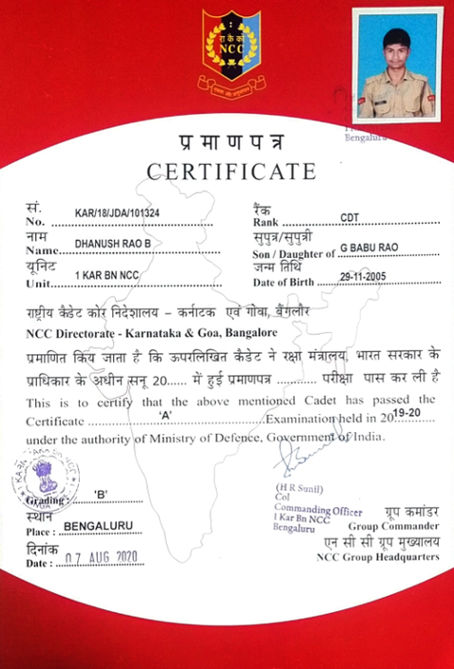 रा के को
NCC
एकता और अनुशासन
Bengaluru
प्रमाणपत्र
CERTIFICATE
सं.
No. KAR/18/JDA/101324
रैंक
Rank CDT
नाम
Name DHANUSH RAO B
सुपुत्र/सुपुत्री
Son / Daughter of G BABU RAO
यूनिट
Unit 1 KAR BN NCC
जन्म तिथि
Date of Birth 29-11-2005
राष्ट्रीय कैडेट कोर निदेशालय – कर्नाटक एवं गोवा, बैंगलौर
NCC Directorate - Karnataka & Goa, Bangalore
प्रमाणित किय जाता है कि ऊपरलिखित कैडेट ने रक्षा मंत्रालय, भारत सरकार के
प्राधिकार के अधीन सनू 20...... में हुई प्रमाणपत्र ............ परीक्षा पास कर ली है
This is to certify that the above mentioned Cadet has passed the
Certificate 'A' Examination held in 2019-20
under the authority of Ministry of Defence, Government of India.
Grading : 'B'
स्थान
Place : BENGALURU
दिनांक
Date : 07 AUG 2020
(H R Sunil)
Col
Commanding Officer
1 Kar Bn NCC
Bengaluru
ग्रूप कमांडर
Group Commander
एन सी सी ग्रूप मुख्यालय
NCC Group Headquarters